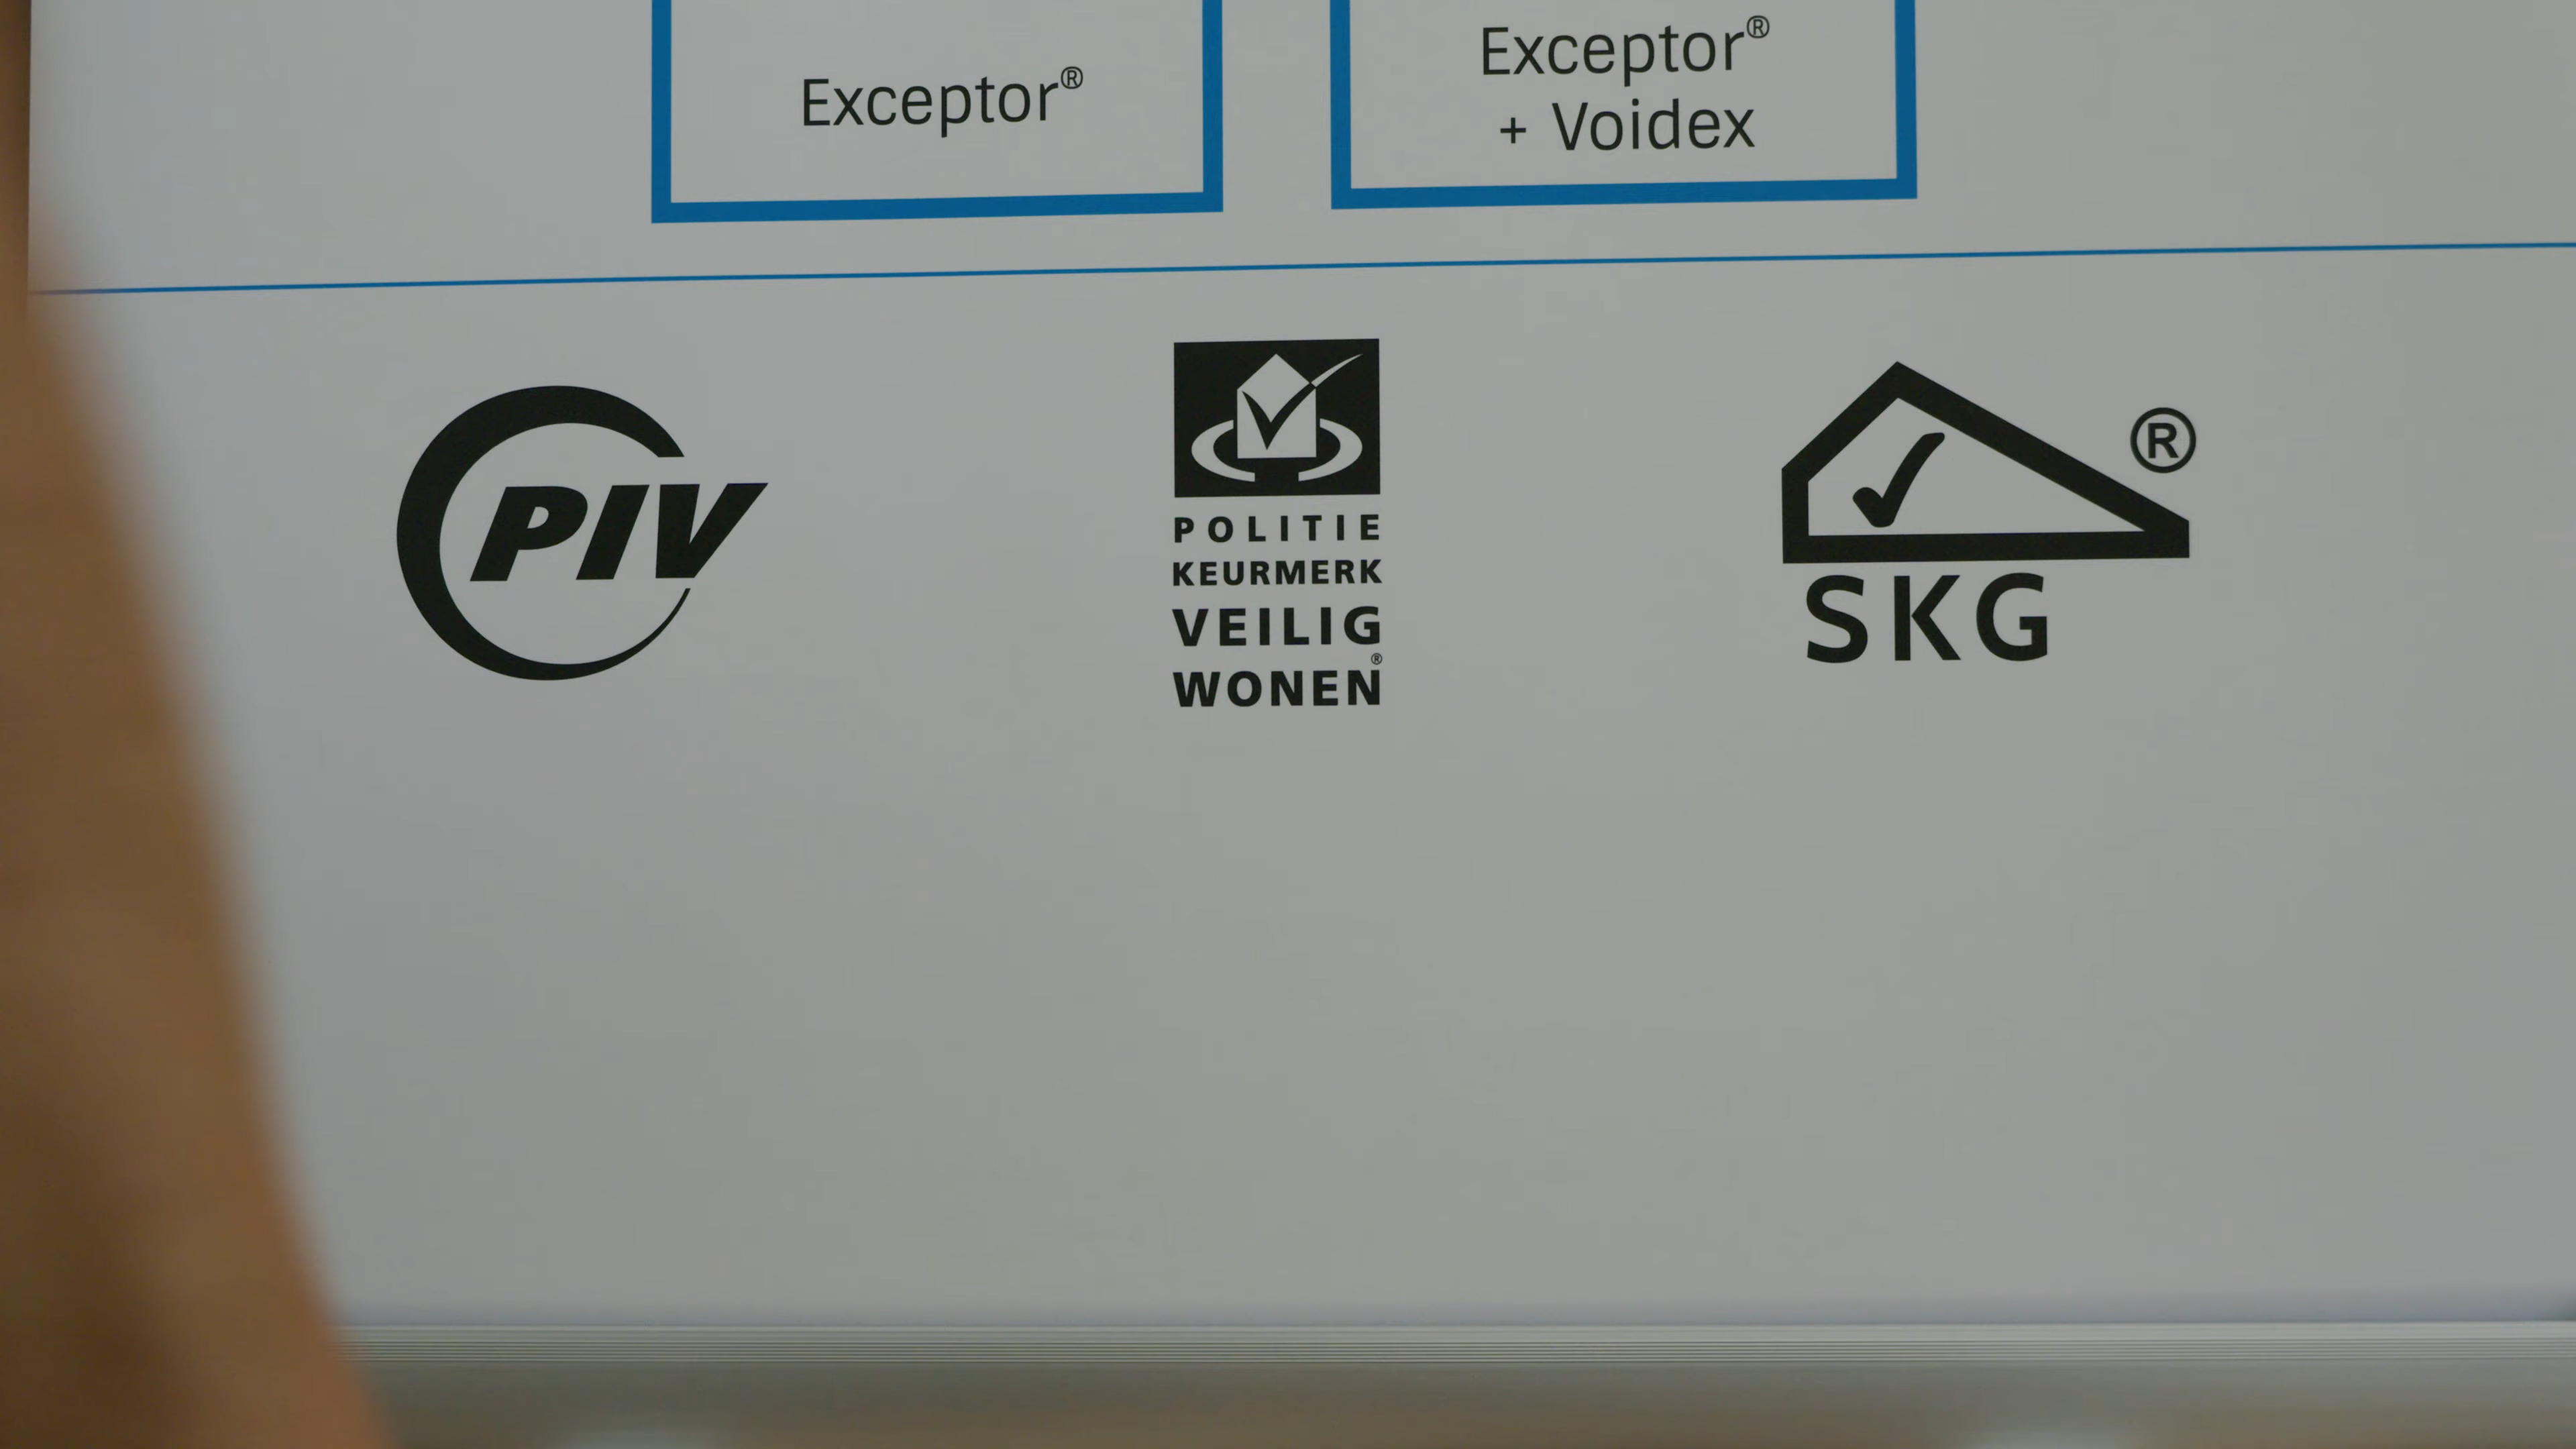 Exceptor®
Exceptor®
+ Voidex
PIV
POLITIE
KEURMERK
VEILIG
WONEN®
SKG®